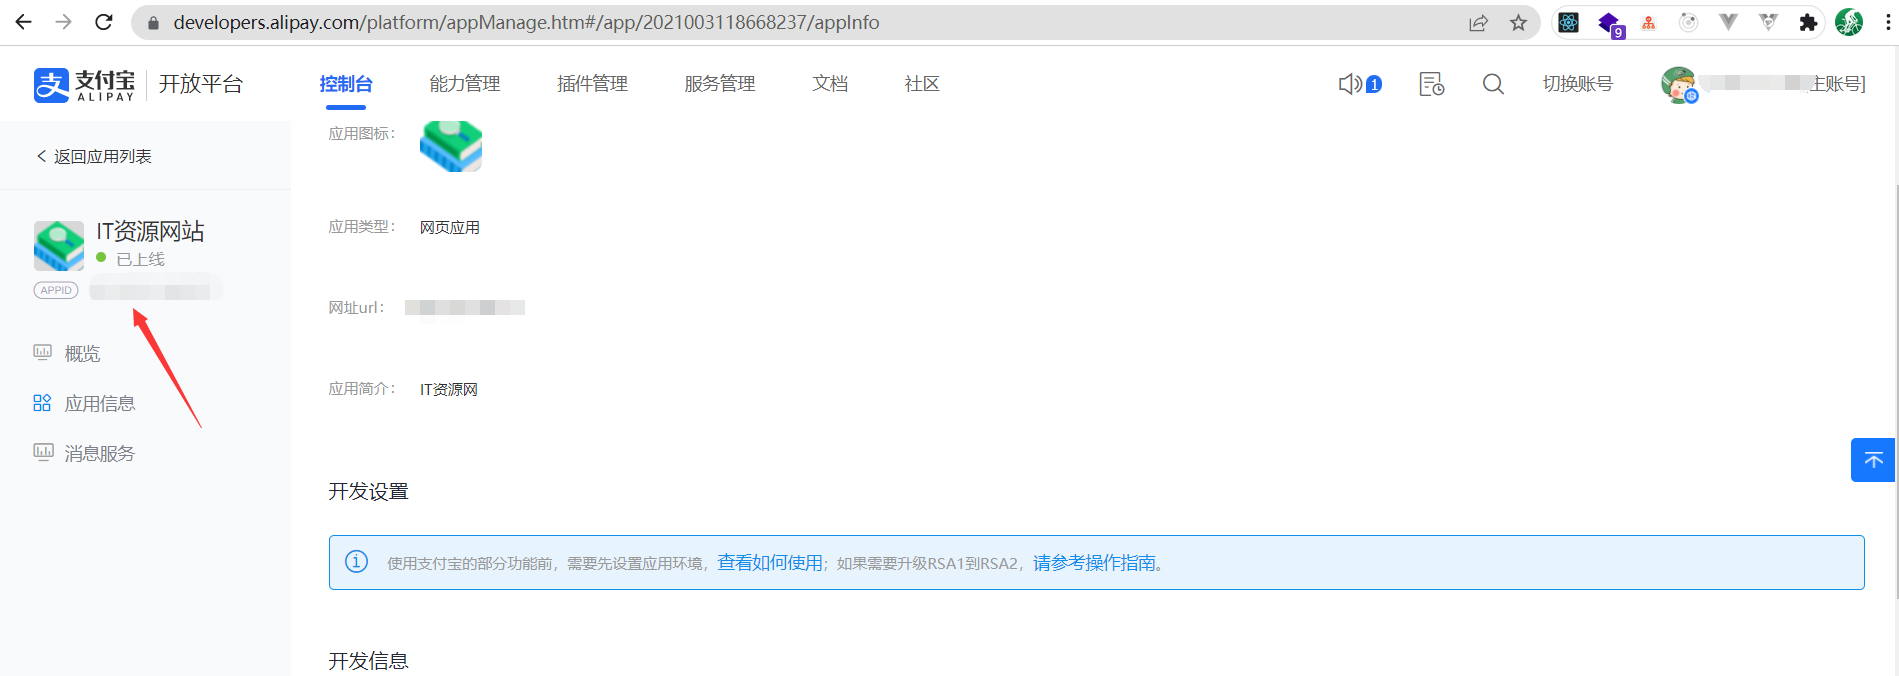 developers.alipay.com/platform/appManage.htm#/app/2021003118668237/appInfo
9
支 支付宝 ALIPAY 开放平台
控制台 能力管理 插件管理 服务管理 文档 社区
1 切换账号 主账号]
返回应用列表
IT资源网站
已上线
APPID
概览
应用信息
消息服务
应用图标：
应用类型： 网页应用
网址url：
应用简介： IT资源网
开发设置
使用支付宝的部分功能前，需要先设置应用环境，查看如何使用；如果需要升级RSA1到RSA2，请参考操作指南。
开发信息